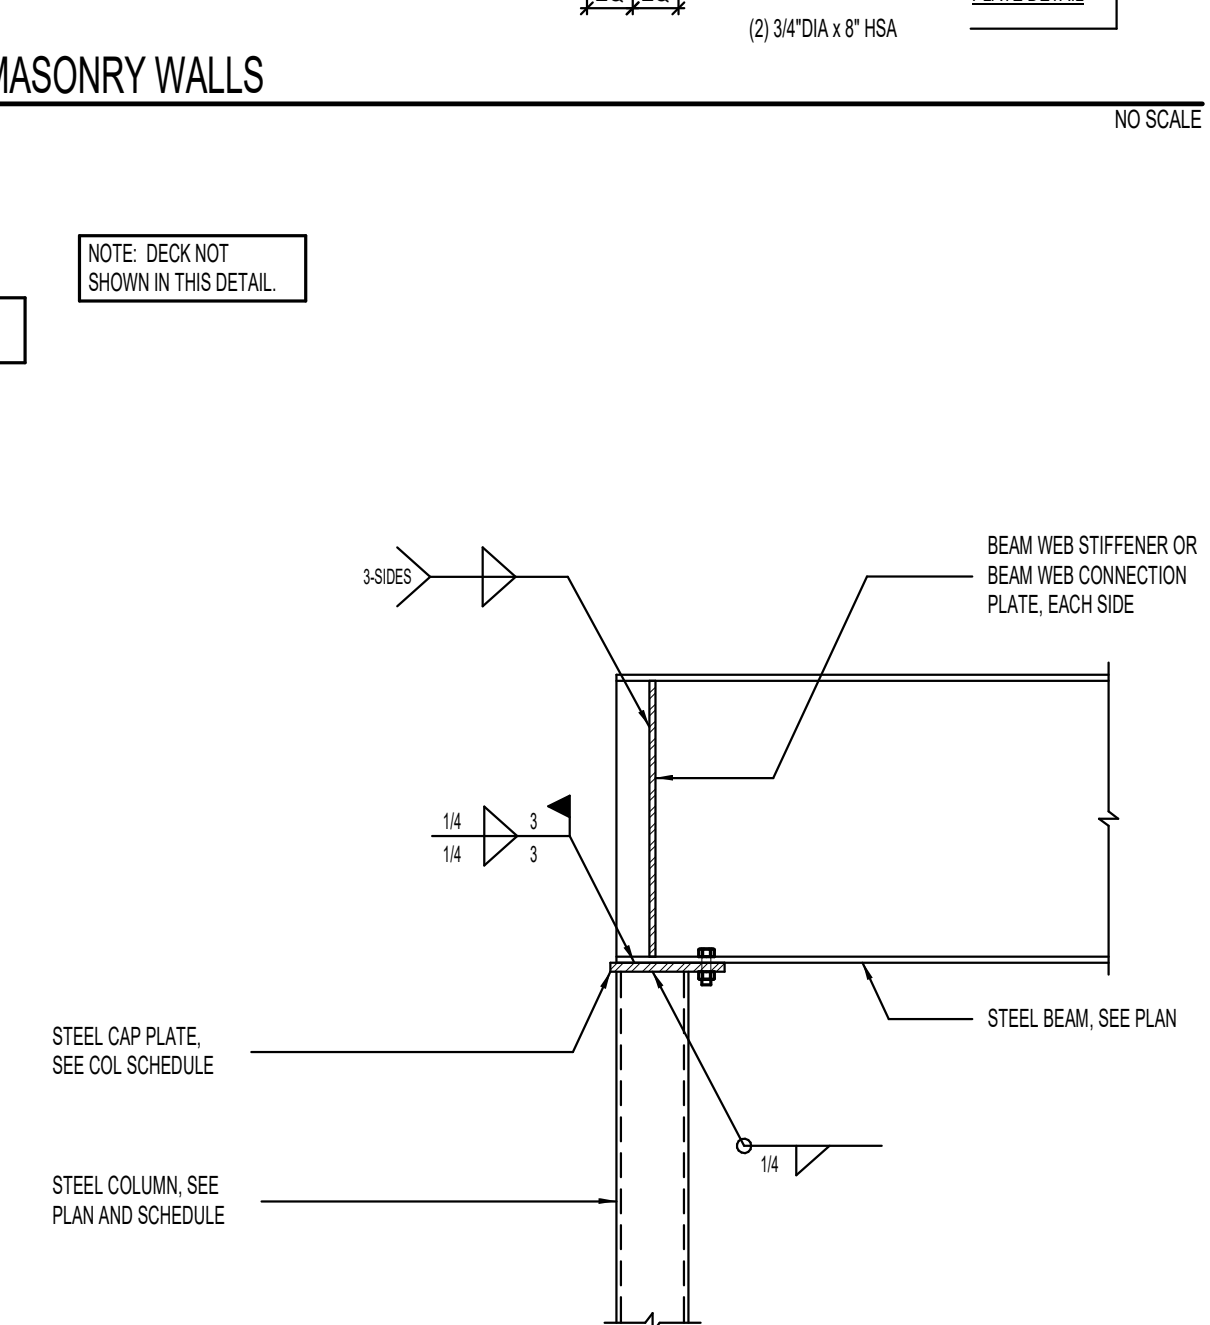 (2) 3/4"DIA x 8" HSA
MASONRY WALLS
NO SCALE
NOTE: DECK NOT
SHOWN IN THIS DETAIL.
3-SIDES
BEAM WEB STIFFENER OR
BEAM WEB CONNECTION
PLATE, EACH SIDE
1/4 3
1/4 3
STEEL BEAM, SEE PLAN
STEEL CAP PLATE,
SEE COL SCHEDULE
1/4
STEEL COLUMN, SEE
PLAN AND SCHEDULE